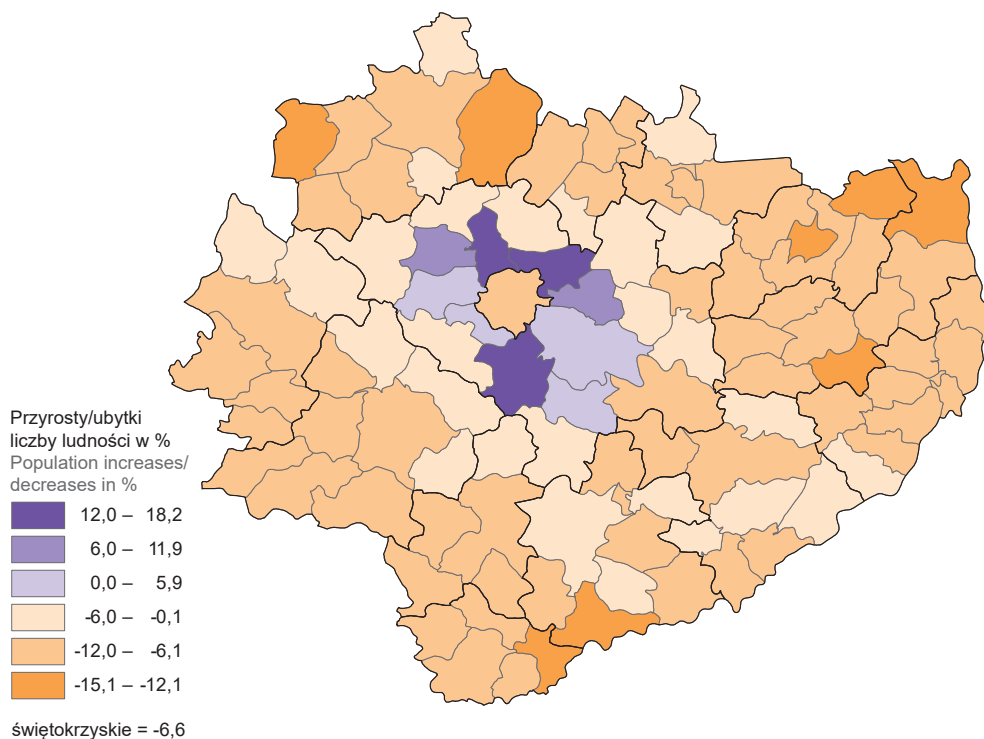 Przyrosty/ubytki
liczby ludności w %
Population increases/
decreases in %
12,0 – 18,2
6,0 – 11,9
0,0 – 5,9
-6,0 – -0,1
-12,0 – -6,1
-15,1 – -12,1
świętokrzyskie = -6,6